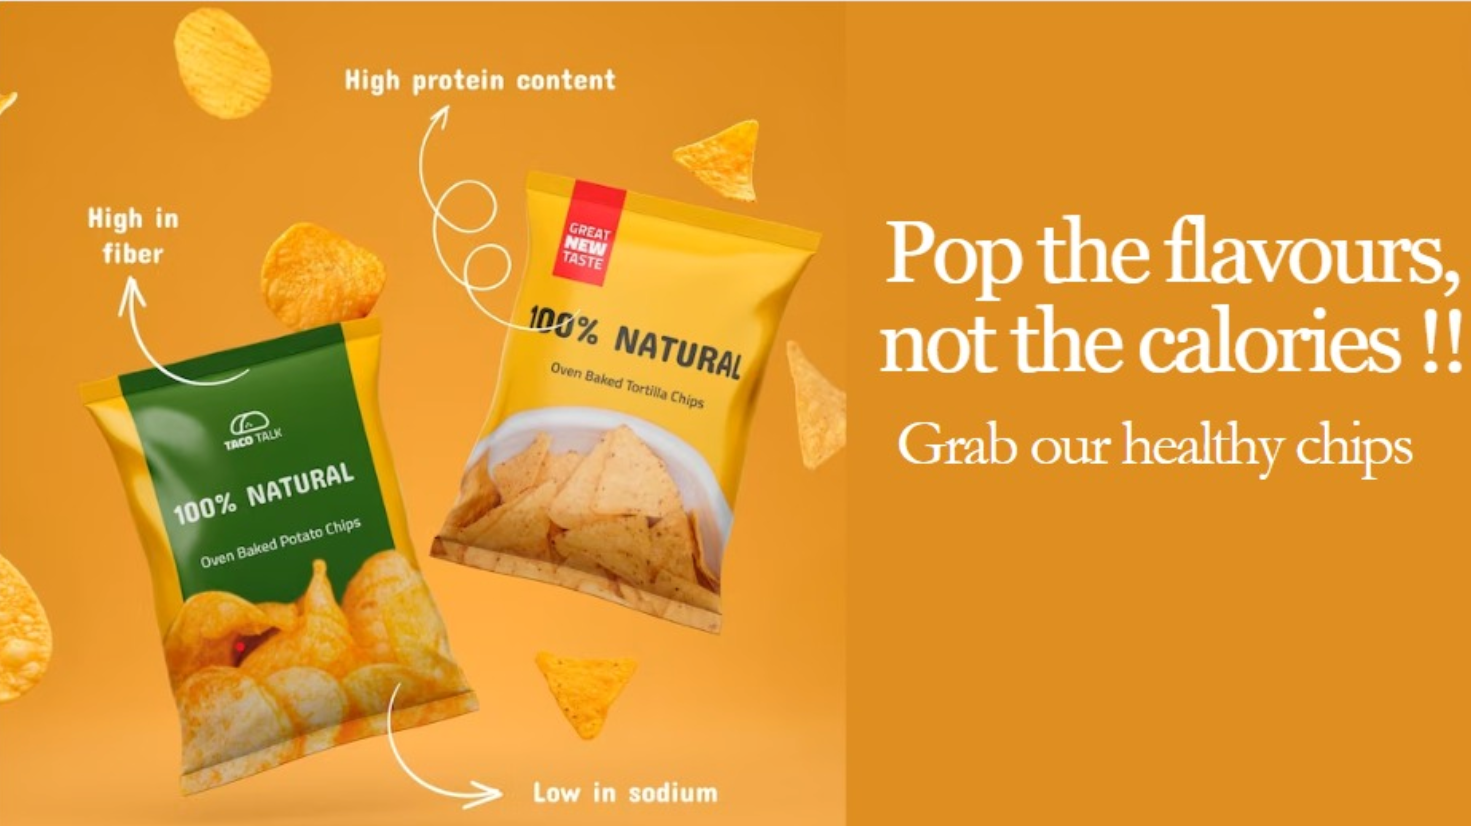 High protein content
High in
fiber
GREAT
NEW
TASTE
100% NATURAL
Oven Baked Tortilla Chips
TACO TALK
100% NATURAL
Oven Baked Potato Chips
Low in sodium
Pop the flavours,
not the calories !!
Grab our healthy chips